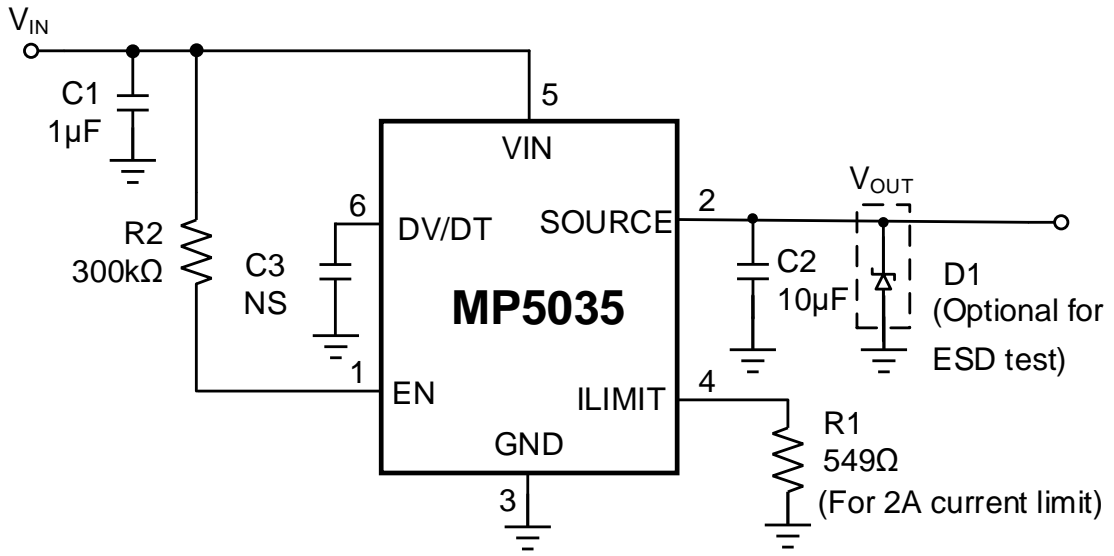 VIN
C1
1µF
5
VIN
R2
300kΩ
6
DV/DT
C3
NS
SOURCE
2
VOUT
C2
10µF
D1
(Optional for
ESD test)
MP5035
1
EN
ILIMIT
4
R1
549Ω
(For 2A current limit)
GND
3